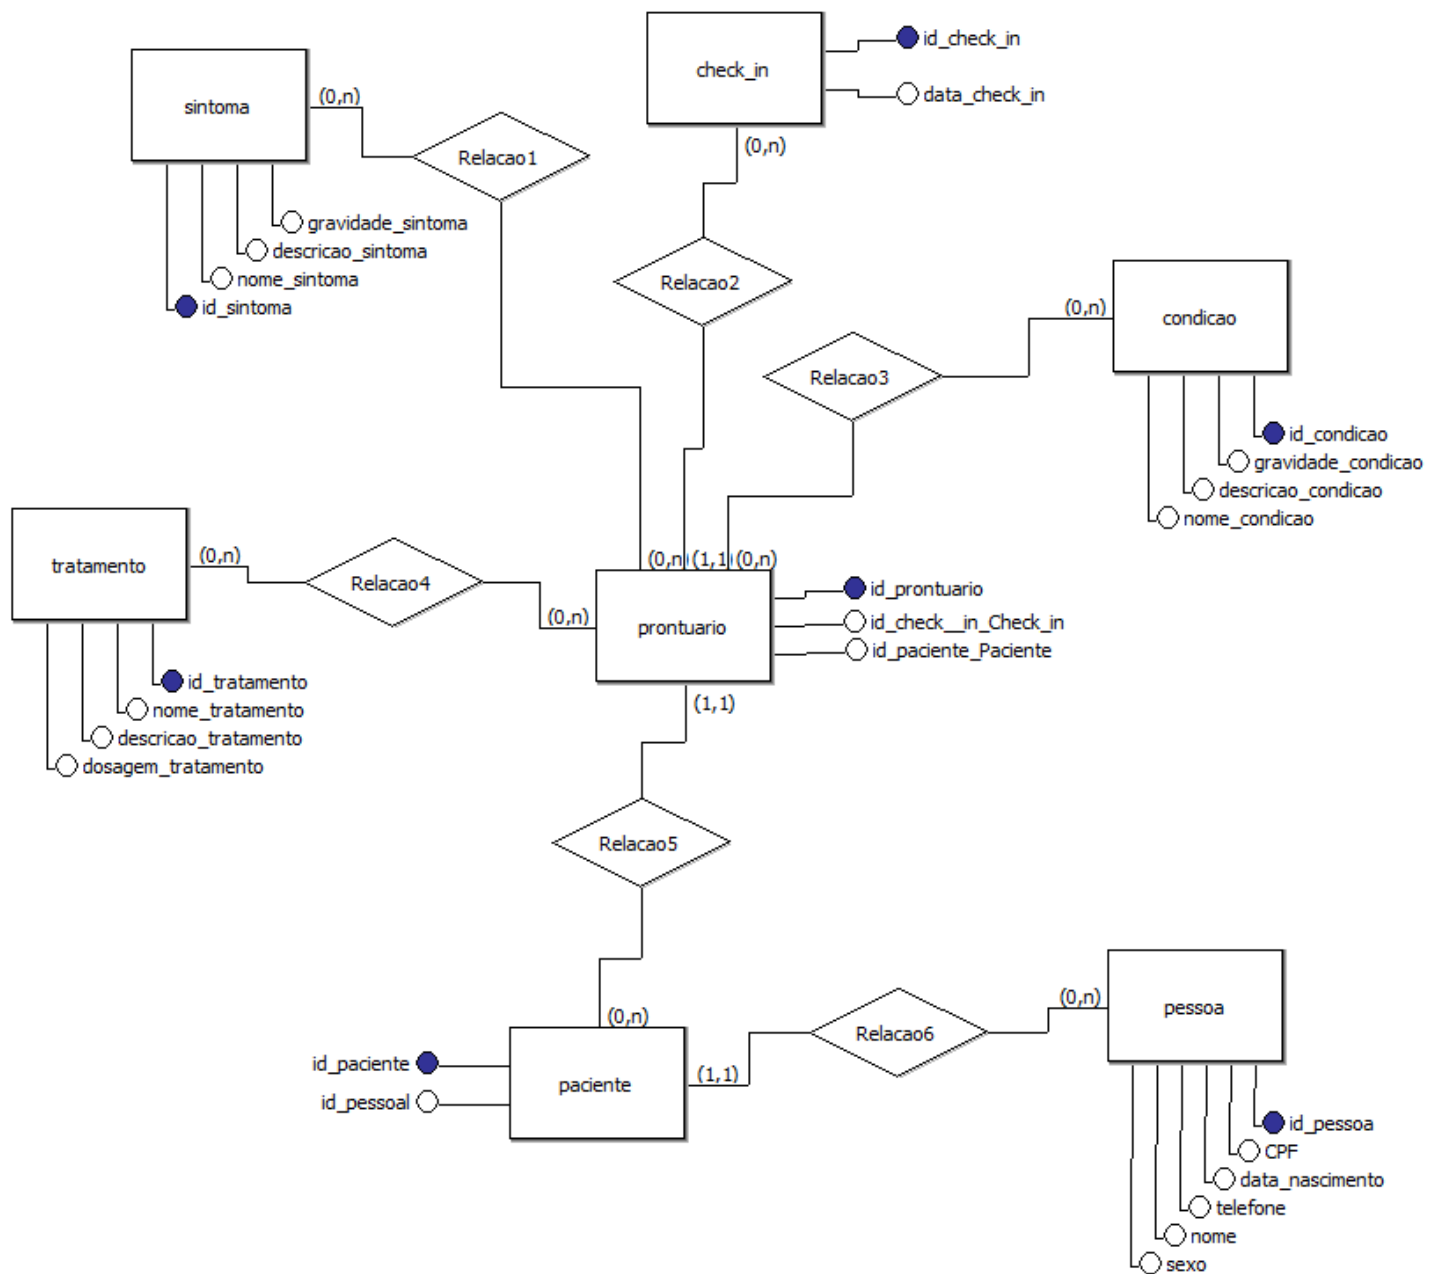 check_in
id_check_in
data_check_in
(0,n)
sintoma
(0,n)
Relacao1
gravidade_sintoma
descricao_sintoma
nome_sintoma
id_sintoma
Relacao2
condicao
(0,n)
Relacao3
id_condicao
gravidade_condicao
descricao_condicao
nome_condicao
tratamento
(0,n)
Relacao4
(0,n)
id_tratamento
nome_tratamento
descricao_tratamento
dosagem_tratamento
(0,n) (1,1) (0,n)
prontuario
id_prontuario
id_check__in_Check_in
id_paciente_Paciente
(1,1)
Relacao5
(0,n)
paciente
id_paciente
id_pessoal
(1,1)
Relacao6
(0,n)
pessoa
id_pessoa
CPF
data_nascimento
telefone
nome
sexo